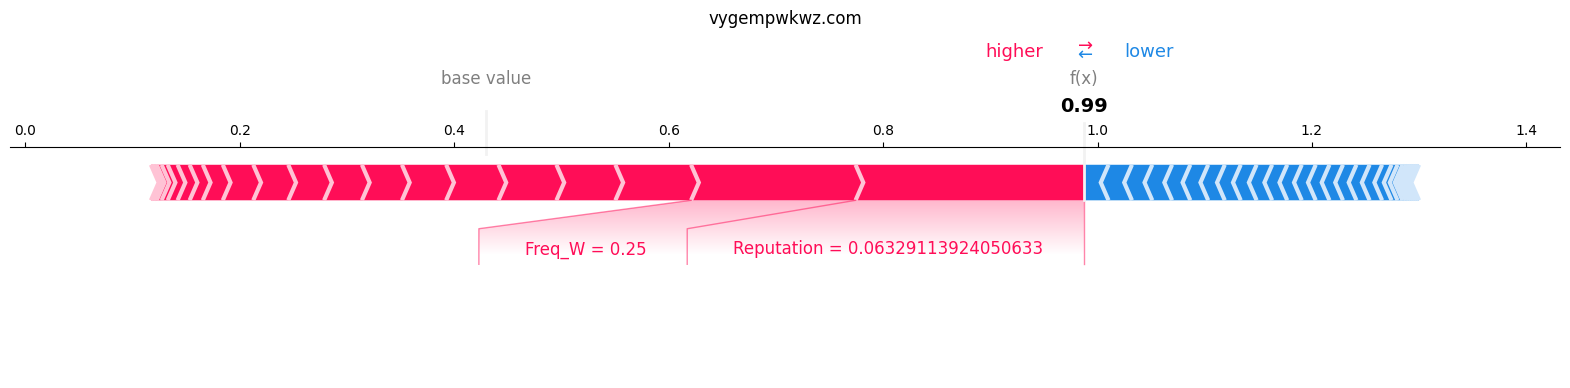 vygempwkwz.com
higher ⇄ lower
base value f(x)
0.99
0.0 0.2 0.4 0.6 0.8 1.0 1.2 1.4
Freq_W = 0.25 Reputation = 0.06329113924050633